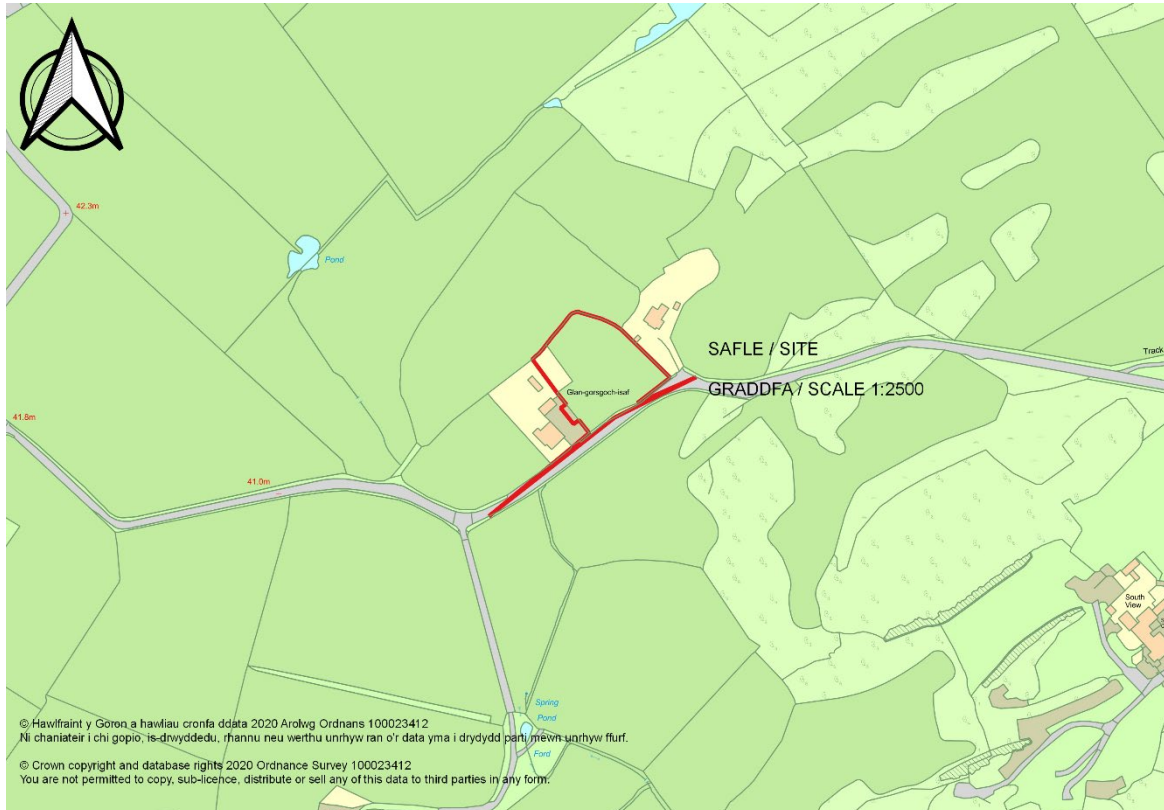 42.3m
Pond
SAFLE / SITE
Track
GRADDFA / SCALE 1:2500
Glan-gorsgoch-isaf
41.8m
41.0m
South
View
S
Spring
Pond
Ford
© Hawlfraint y Goron a hawliau cronfa ddata 2020 Arolwg Ordnans 100023412
Ni chaniateir i chi gopïo, is-drwyddedu, rhannu neu werthu unrhyw ran o'r data yma i drydydd parti mewn unrhyw ffurf.
© Crown copyright and database rights 2020 Ordnance Survey 100023412
You are not permitted to copy, sub-licence, distribute or sell any of this data to third parties in any form.